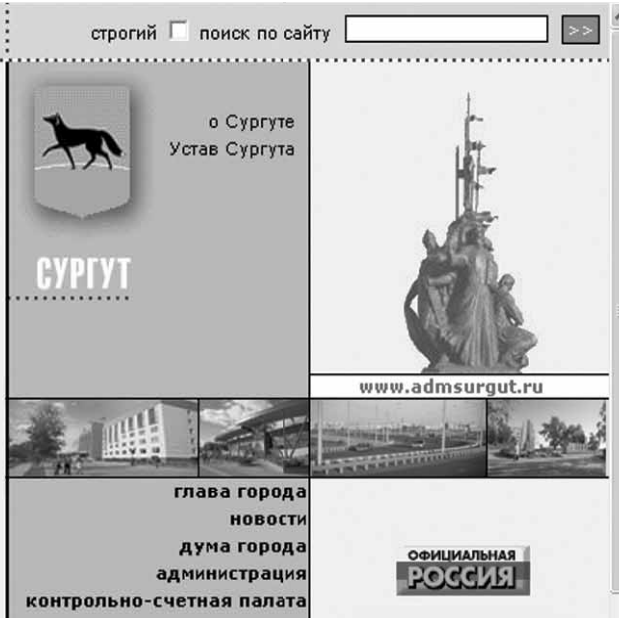 строгий поиск по сайту >>
о Сургуте
Устав Сургута
СУРГУТ
www.admsurgut.ru
глава города
новости
дума города
администрация
контрольно-счетная палата
ОФИЦИАЛЬНАЯ
РОССИЯ